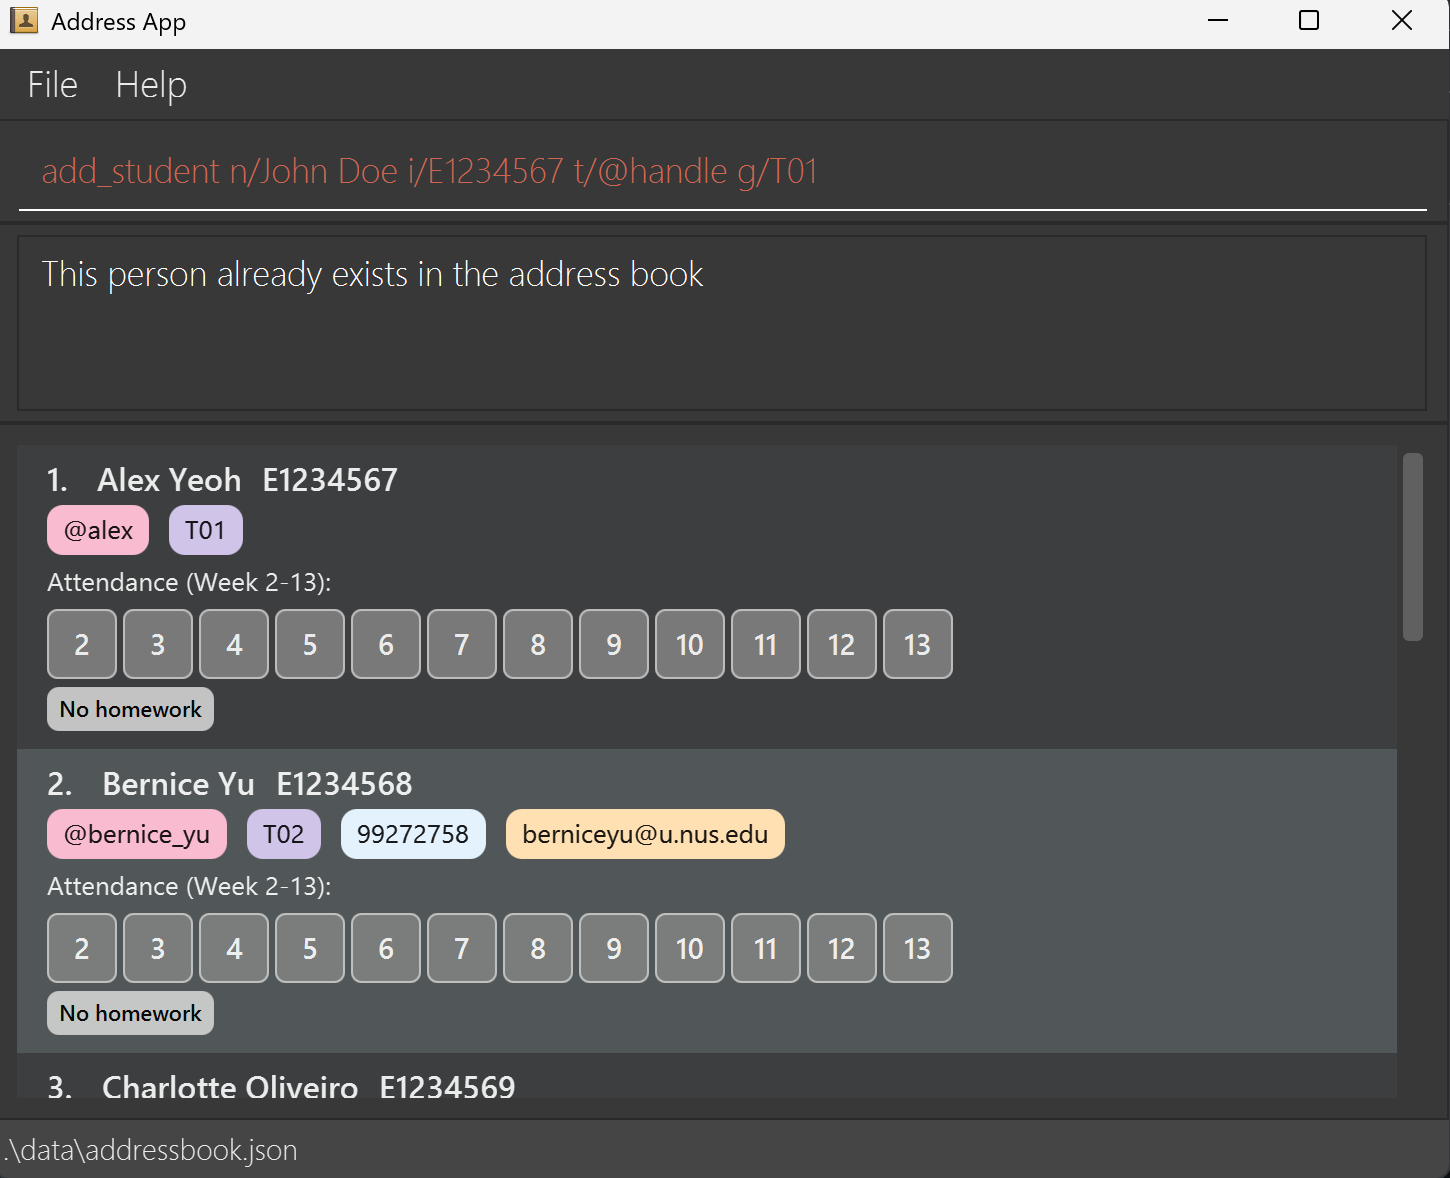 Address App
File Help
add_student n/John Doe i/E1234567 t/@handle g/T01
This person already exists in the address book
1. Alex Yeoh E1234567
@alex T01
Attendance (Week 2-13):
2 3 4 5 6 7 8 9 10 11 12 13
No homework
2. Bernice Yu E1234568
@bernice_yu T02 99272758 berniceyu@u.nus.edu
Attendance (Week 2-13):
2 3 4 5 6 7 8 9 10 11 12 13
No homework
3. Charlotte Oliveiro E1234569
.\data\addressbook.json